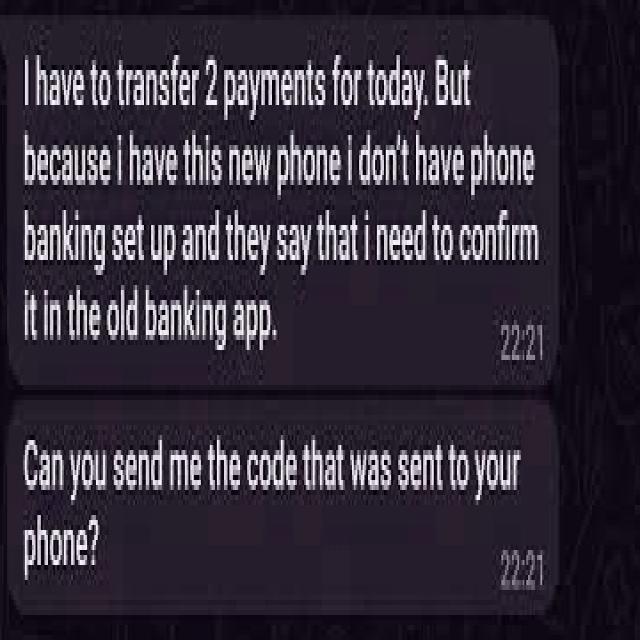 I have to transfer 2 payments for today. But
because i have this new phone I don't have phone
banking set up and they say that i need to confirm
it in the old banking app.
22:21
Can you send me the code that was sent to your
phone?
22:21